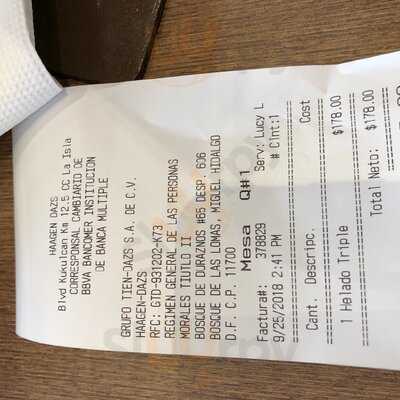 HAAGEN DAZS
Blvd Kukulcan Km 12.5 CC La Isla
CORRESPONSAL CAMBIARIO DE
BBVA BANCOMER INSTITUCION
DE BANCA MULTIPLE
GRUPO TIEN-DAZS S.A. DE C.V.
HAAGEN-DAZS
RFC: GTD-931202-K73
REGIMEN GENERAL DE LAS PERSONAS
MORALES TIUTLO II
BOSQUE DE DURAZNOS #65 DESP. 606
BOSQUE DE LAS LOMAS, MIGUEL HIDALGO
D.F. C.P. 11700
Mesa Q#1
Factura#: 378829 Serv: Lucy L
9/25/2018 2:41 PM # Clnt:1
Cant. Descripc. Cost
1 Helado Triple $178.00
Total Neto: $178.00